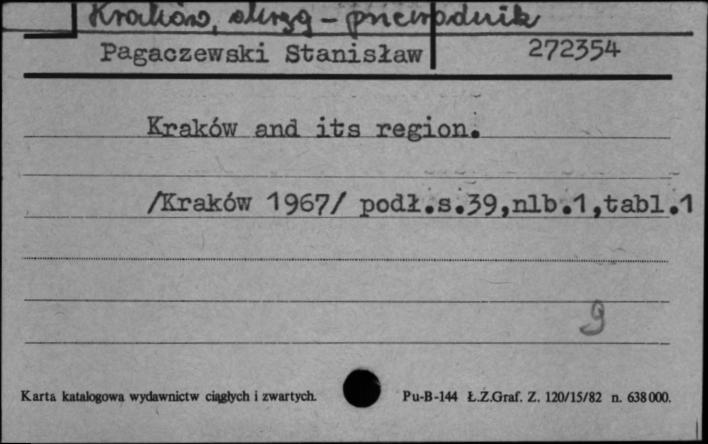 Kraków, okrąg - przewodnik
Pagaczewski Stanisław 272354
Kraków and its region.
/Kraków 1967/ podł.s.39,nlb.1,tabl.1
9
Karta katalogowa wydawnictw ciągłych i zwartych. Pu-B-144 Ł.Z.Graf. Z. 120/15/82 n. 638000.